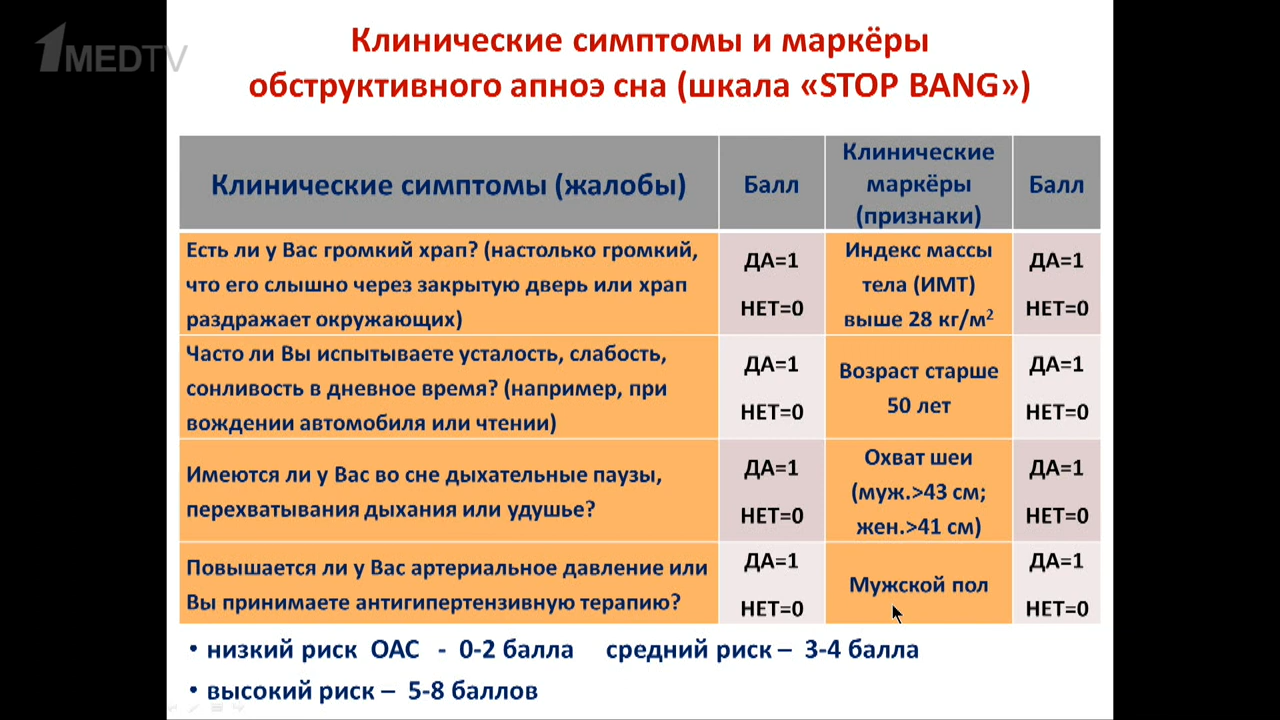 1MEDTV
Клинические симптомы и маркёры
обструктивного апноэ сна (шкала «STOP BANG»)
Клинические симптомы (жалобы)
Балл
Клинические
маркёры
(признаки)
Балл
Есть ли у Вас громкий храп? (настолько громкий,
что его слышно через закрытую дверь или храп
раздражает окружающих)
ДА=1
НЕТ=0
Индекс массы
тела (ИМТ)
выше 28 кг/м²
ДА=1
НЕТ=0
Часто ли Вы испытываете усталость, слабость,
сонливость в дневное время? (например, при
вождении автомобиля или чтении)
ДА=1
НЕТ=0
Возраст старше
50 лет
ДА=1
НЕТ=0
Имеются ли у Вас во сне дыхательные паузы,
перехватывания дыхания или удушье?
ДА=1
НЕТ=0
Охват шеи
(муж.>43 см;
жен.>41 см)
ДА=1
НЕТ=0
Повышается ли у Вас артериальное давление или
Вы принимаете антигипертензивную терапию?
ДА=1
НЕТ=0
Мужской пол
ДА=1
НЕТ=0
• низкий риск ОАС - 0-2 балла средний риск – 3-4 балла
• высокий риск – 5-8 баллов